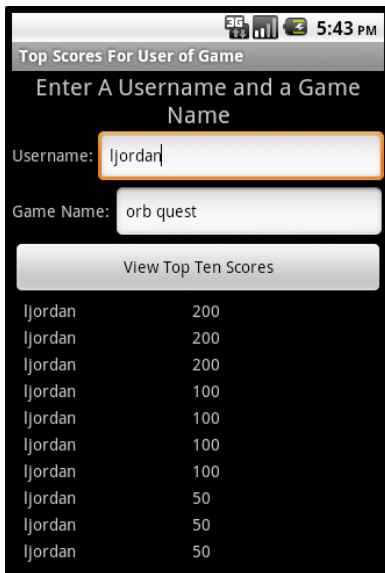 3G 5:43 PM
Top Scores For User of Game
Enter A Username and a Game
Name
Username: ljordan
Game Name: orb quest
View Top Ten Scores
ljordan 200
ljordan 200
ljordan 200
ljordan 100
ljordan 100
ljordan 100
ljordan 100
ljordan 50
ljordan 50
ljordan 50